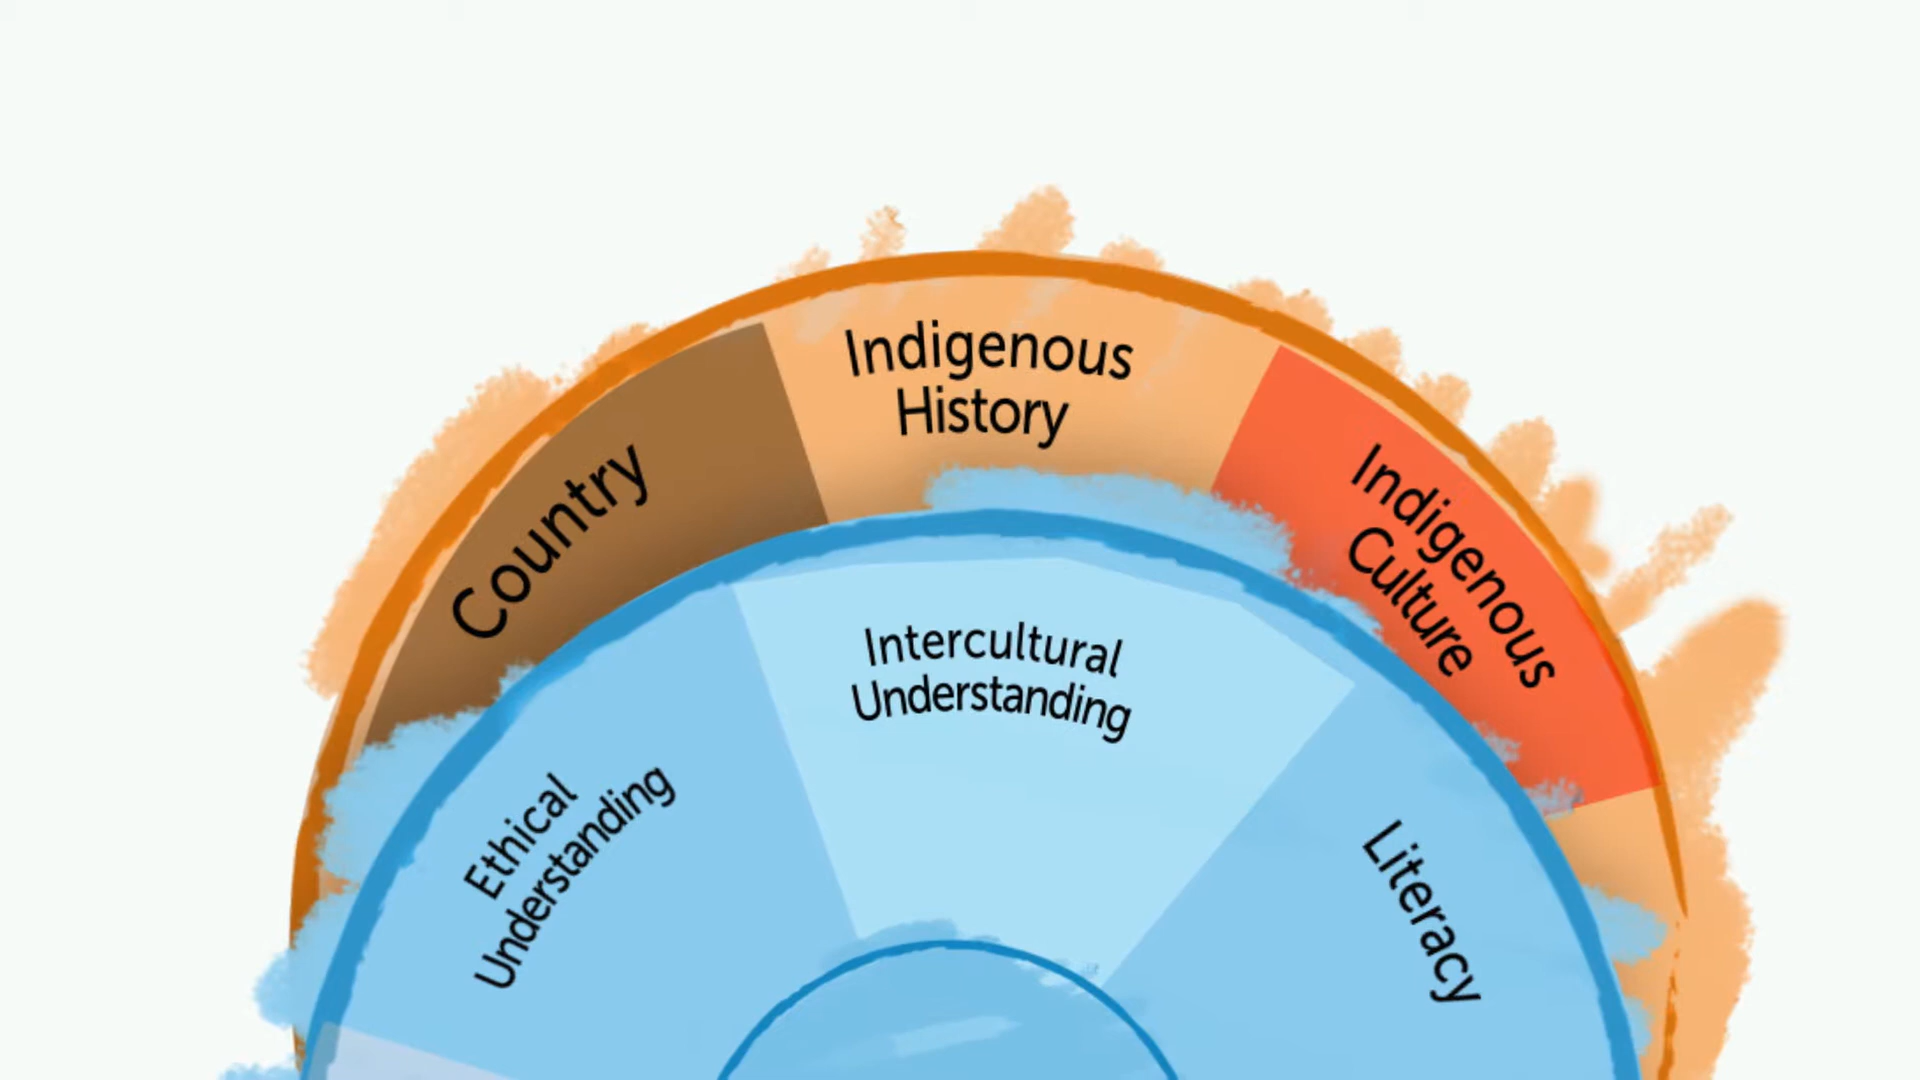 Country
Indigenous
History
Indigenous
Culture
Ethical
Understanding
Intercultural
Understanding
Literacy